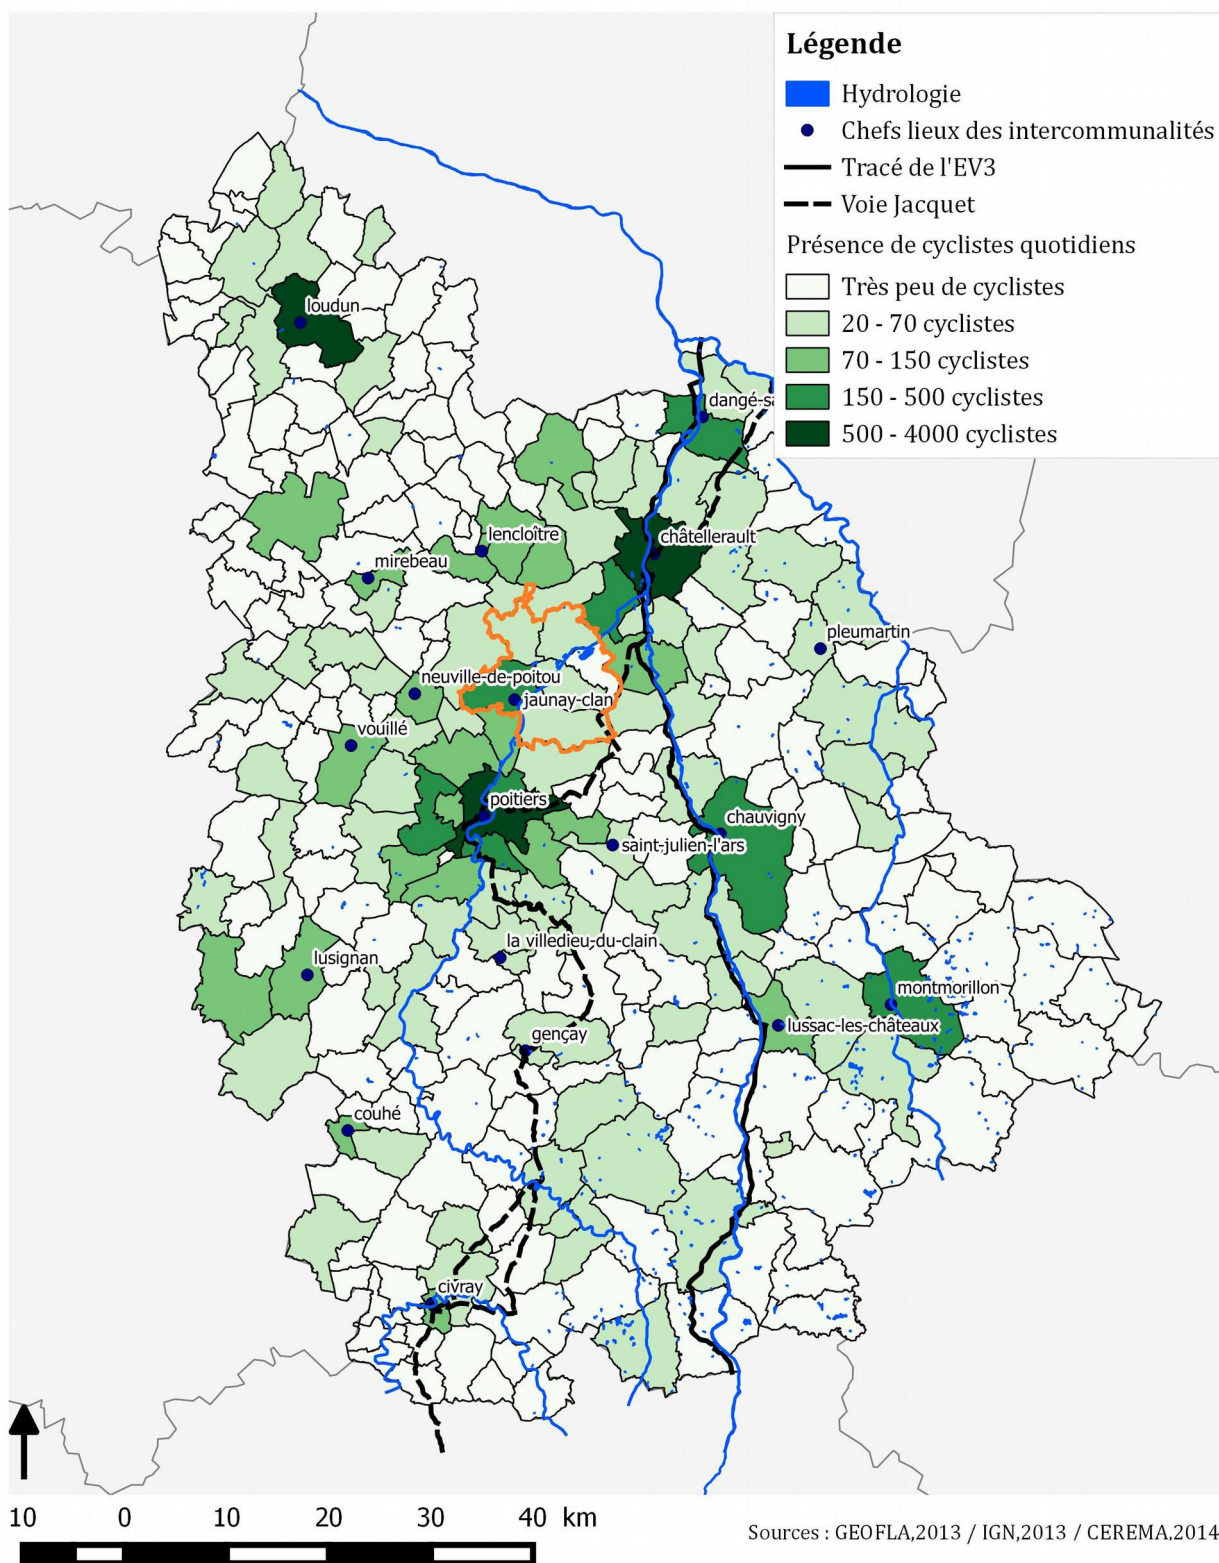 Légende
Hydrologie
Chefs lieux des intercommunalités
Tracé de l'EV3
Voie Jacquet
Présence de cyclistes quotidiens
Très peu de cyclistes
20 - 70 cyclistes
70 - 150 cyclistes
150 - 500 cyclistes
500 - 4000 cyclistes
loudun
dangé-sa
lencloître
châtellerault
mirebeau
pleumartin
neuville-de-poitou
jaunay-clan
vouillé
poitiers
chauvigny
saint-julien-l'ars
la villedieu-du-clain
lusignan
montmorillon
lussac-les-châteaux
gençay
couhé
civray
10 0 10 20 30 40 km
Sources : GEOFLA,2013 / IGN,2013 / CEREMA,2014